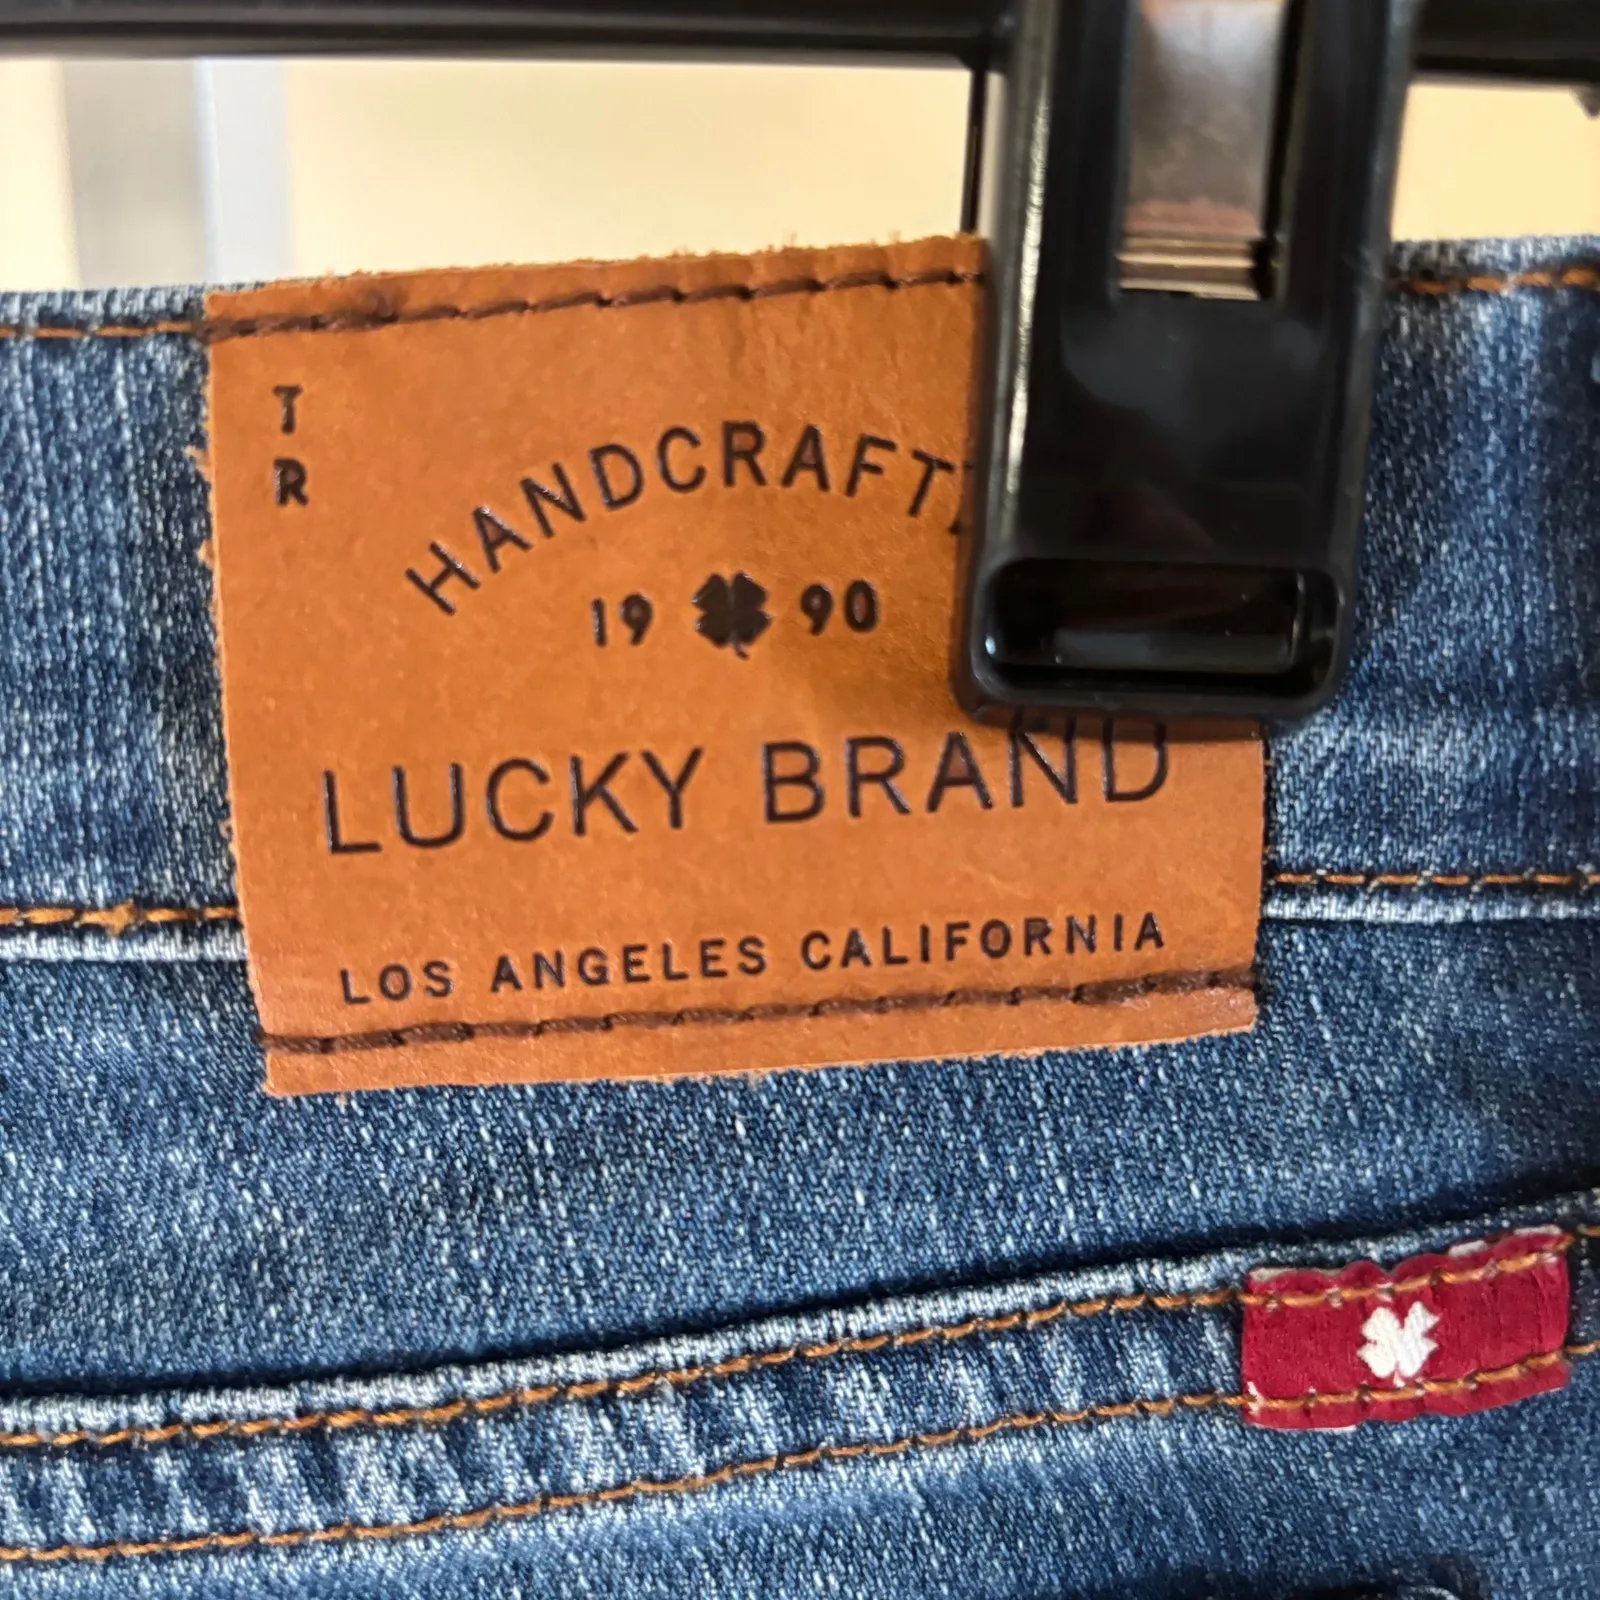 T
R
HANDCRAFT
19 90
LUCKY BRAND
LOS ANGELES CALIFORNIA